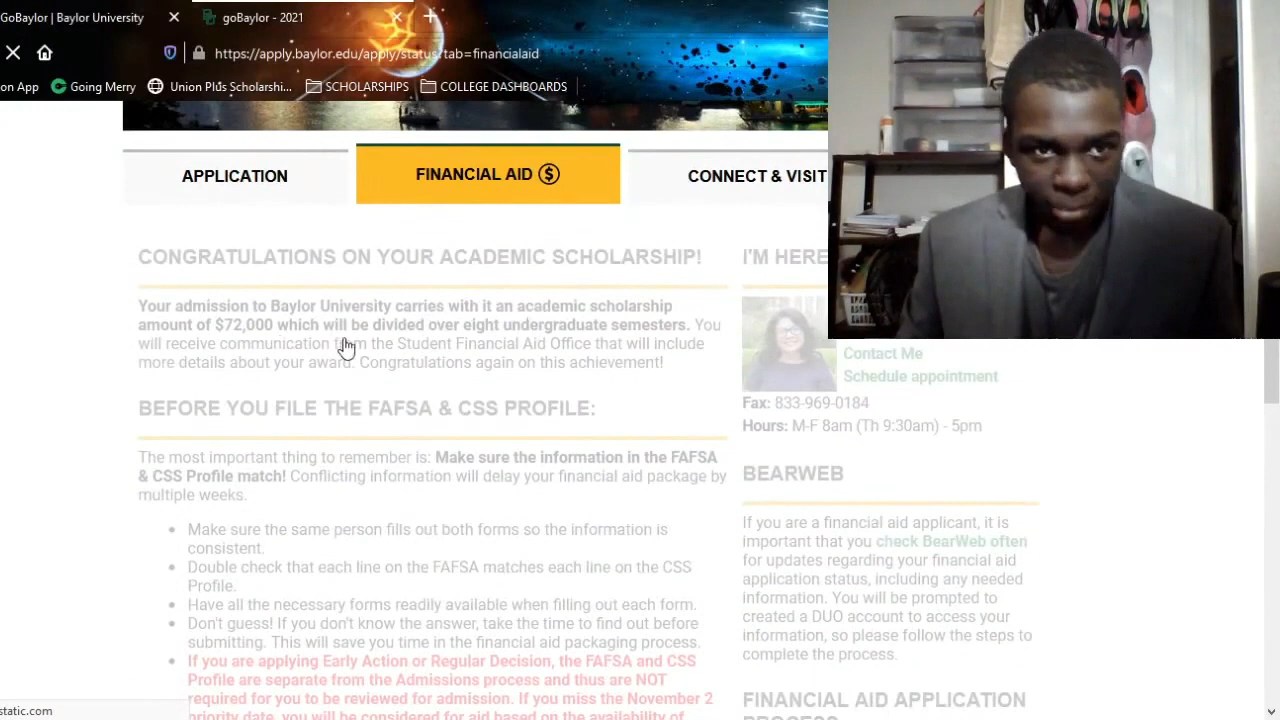 GoBaylor | Baylor University
goBaylor - 2021
https://apply.baylor.edu/apply/status?tab=financialaid
on App
Going Merry
Union Plus Scholarshi...
SCHOLARSHIPS
COLLEGE DASHBOARDS
APPLICATION
FINANCIAL AID $
CONNECT & VISIT
CONGRATULATIONS ON YOUR ACADEMIC SCHOLARSHIP!
Your admission to Baylor University carries with it an academic scholarship
amount of $72,000 which will be divided over eight undergraduate semesters. You
will receive communication the Student Financial Aid Office that will include
more details about your award. Congratulations again on this achievement!
BEFORE YOU FILE THE FAFSA & CSS PROFILE:
The most important thing to remember is: Make sure the information in the FAFSA
& CSS Profile match! Conflicting information will delay your financial aid package by
multiple weeks.
Make sure the same person fills out both forms so the information is
consistent.
Double check that each line on the FAFSA matches each line on the CSS
Profile.
Have all the necessary forms readily available when filling out each form.
Don't guess! If you don't know the answer, take the time to find out before
submitting. This will save you time in the financial aid packaging process.
If you are applying Early Action or Regular Decision, the FAFSA and CSS
Profile are separate from the Admissions process and thus are NOT
required for you to be reviewed for admission. If you miss the November 2
priority date, you will be considered for aid based on the availability of
static.com
I'M HERE
Contact Me
Schedule appointment
Fax: 833-969-0184
Hours: M-F 8am (Th 9:30am) - 5pm
BEARWEB
If you are a financial aid applicant, it is
important that you check BearWeb often
for updates regarding your financial aid
application status, including any needed
information. You will be prompted to
created a DUO account to access your
information, so please follow the steps to
complete the process.
FINANCIAL AID APPLICATION
PROCESS